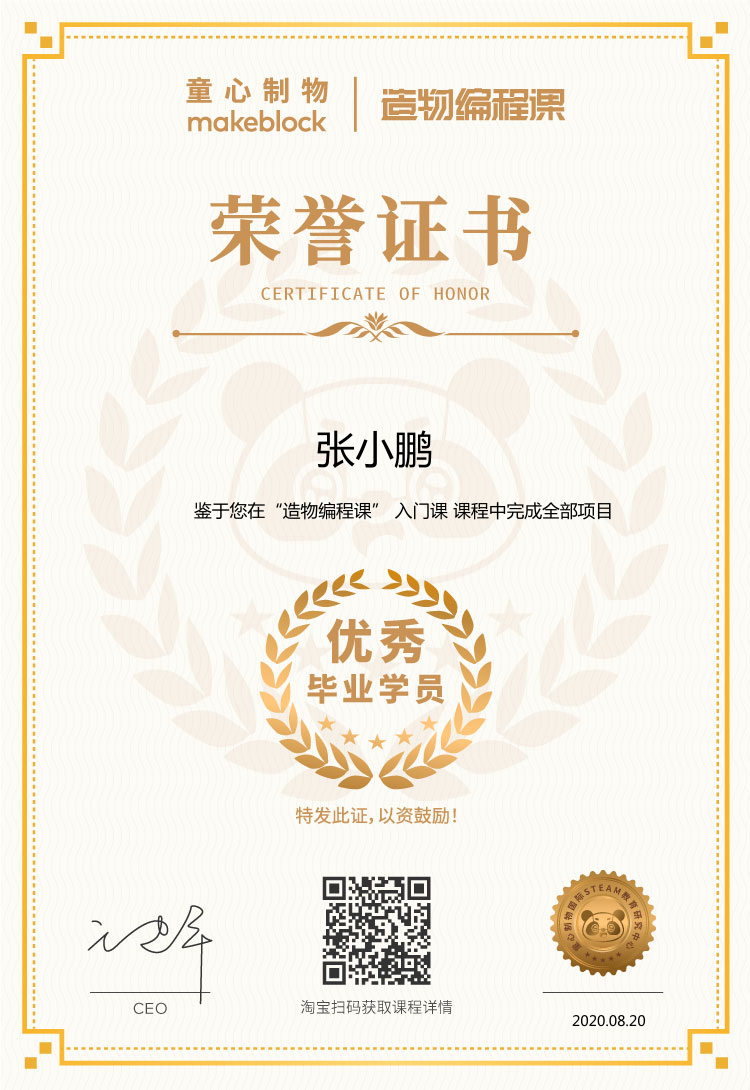 童心制物
makeblock
造物编程课
荣誉证书
CERTIFICATE OF HONOR
张小鹏
鉴于您在“造物编程课” 入门课 课程中完成全部项目
优秀
毕业学员
特发此证，以资鼓励！
童心制物国际STEAM教育研究中心
CEO
淘宝扫码获取课程详情
2020.08.20